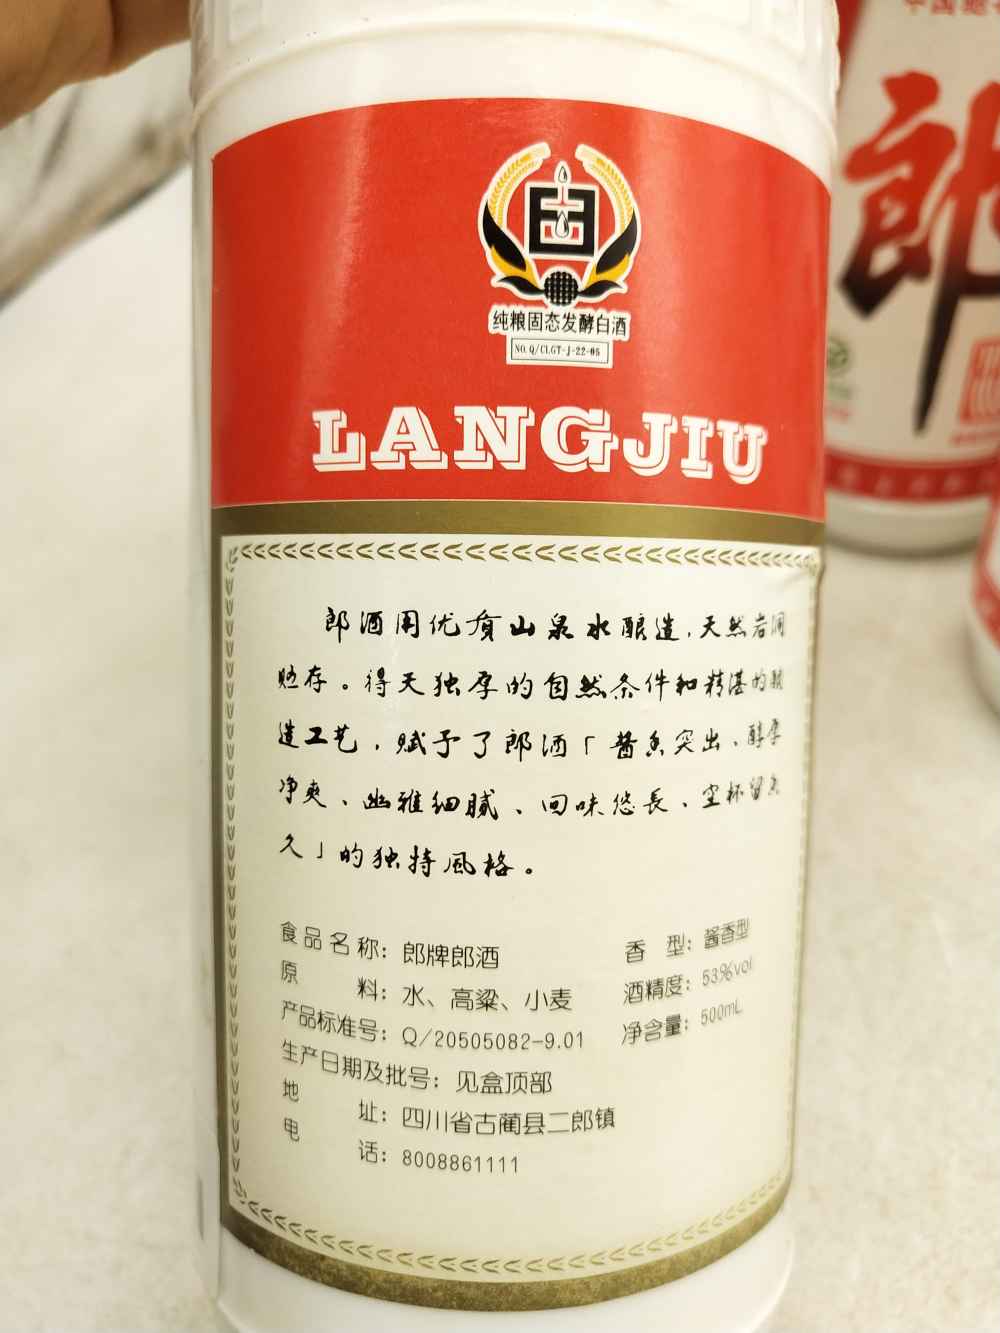 固
纯粮固态发酵白酒
NO. Q/CLGT-J-22-05
LANGJIU
郎酒用优質山泉水酿造,天然岩洞
贮存。得天独厚的自然条件和精湛的酿
造工艺,赋予了郎酒「酱香突出、醇厚
净爽、幽雅细腻、回味悠長、空杯留香
久」的独特風格。
食品名称：郎牌郎酒
香 型：酱香型
原 料：水、高粱、小麦
酒精度：53%vol
产品标准号：Q/20505082-9.01
净含量：500mL
生产日期及批号：见盒顶部
地 址：四川省古蔺县二郎镇
电 话：8008861111
郎